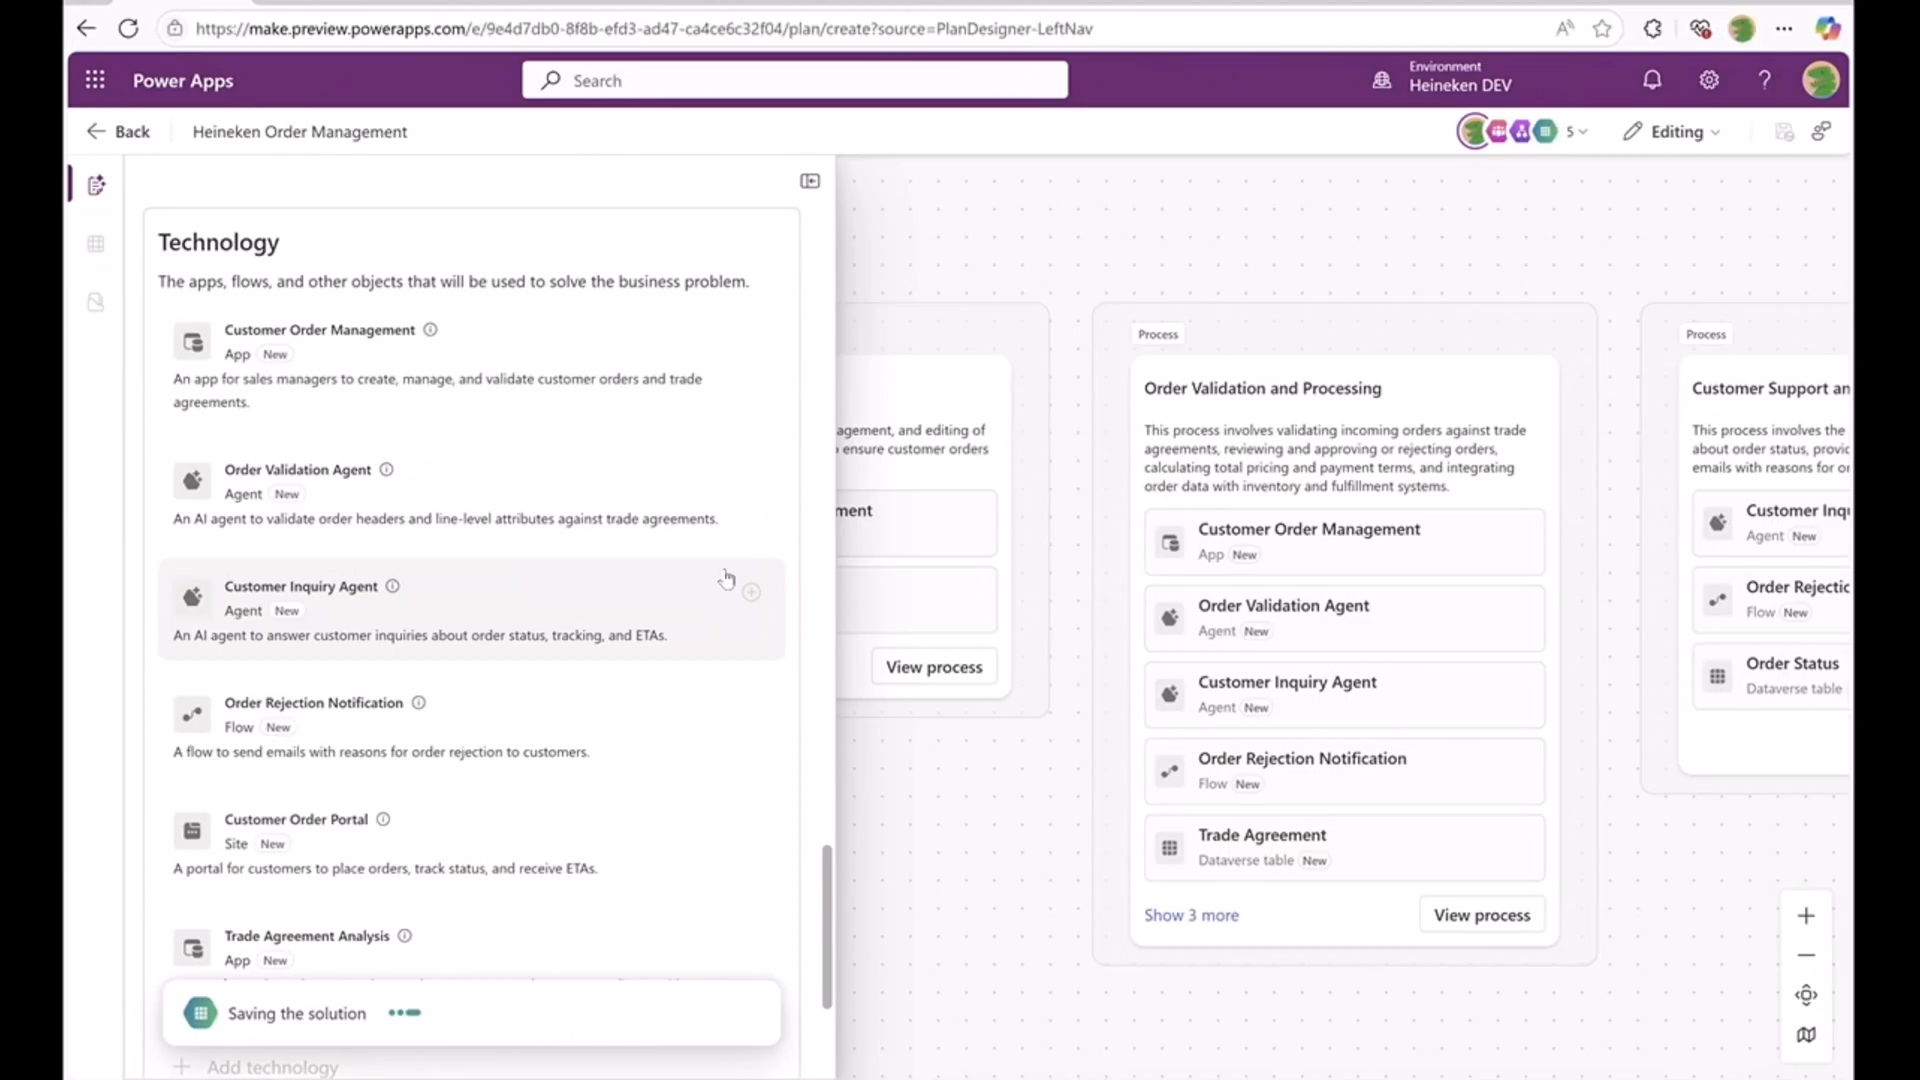 https://make.preview.powerapps.com/e/9e4d7db0-8f8b-efd3-ad47-ca4ce6c32f04/plan/create?source=PlanDesigner-LeftNav
Power Apps
Search
Environment
Heineken DEV
Back
Heineken Order Management
5
Editing
Technology
The apps, flows, and other objects that will be used to solve the business problem.
Customer Order Management
App New
An app for sales managers to create, manage, and validate customer orders and trade
agreements.
Order Validation Agent
Agent New
An AI agent to validate order headers and line-level attributes against trade agreements.
Customer Inquiry Agent
Agent New
An AI agent to answer customer inquiries about order status, tracking, and ETAs.
Order Rejection Notification
Flow New
A flow to send emails with reasons for order rejection to customers.
Customer Order Portal
Site New
A portal for customers to place orders, track status, and receive ETAs.
Trade Agreement Analysis
App New
Saving the solution
Add technology
agement, and editing of
ensure customer orders
ment
View process
Process
Order Validation and Processing
This process involves validating incoming orders against trade
agreements, reviewing and approving or rejecting orders,
calculating total pricing and payment terms, and integrating
order data with inventory and fulfillment systems.
Customer Order Management
App New
Order Validation Agent
Agent New
Customer Inquiry Agent
Agent New
Order Rejection Notification
Flow New
Trade Agreement
Dataverse table New
Show 3 more
View process
Process
Customer Support an
This process involves the
about order status, provic
emails with reasons for or
Customer Inqu
Agent New
Order Rejectic
Flow New
Order Status
Dataverse table